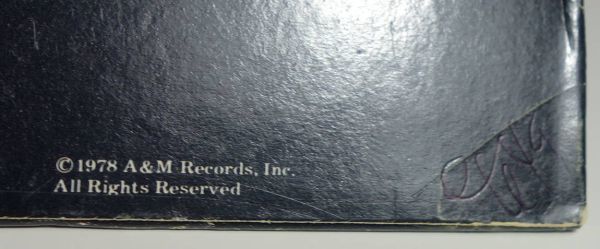 ©1978 A&M Records, Inc.
All Rights Reserved